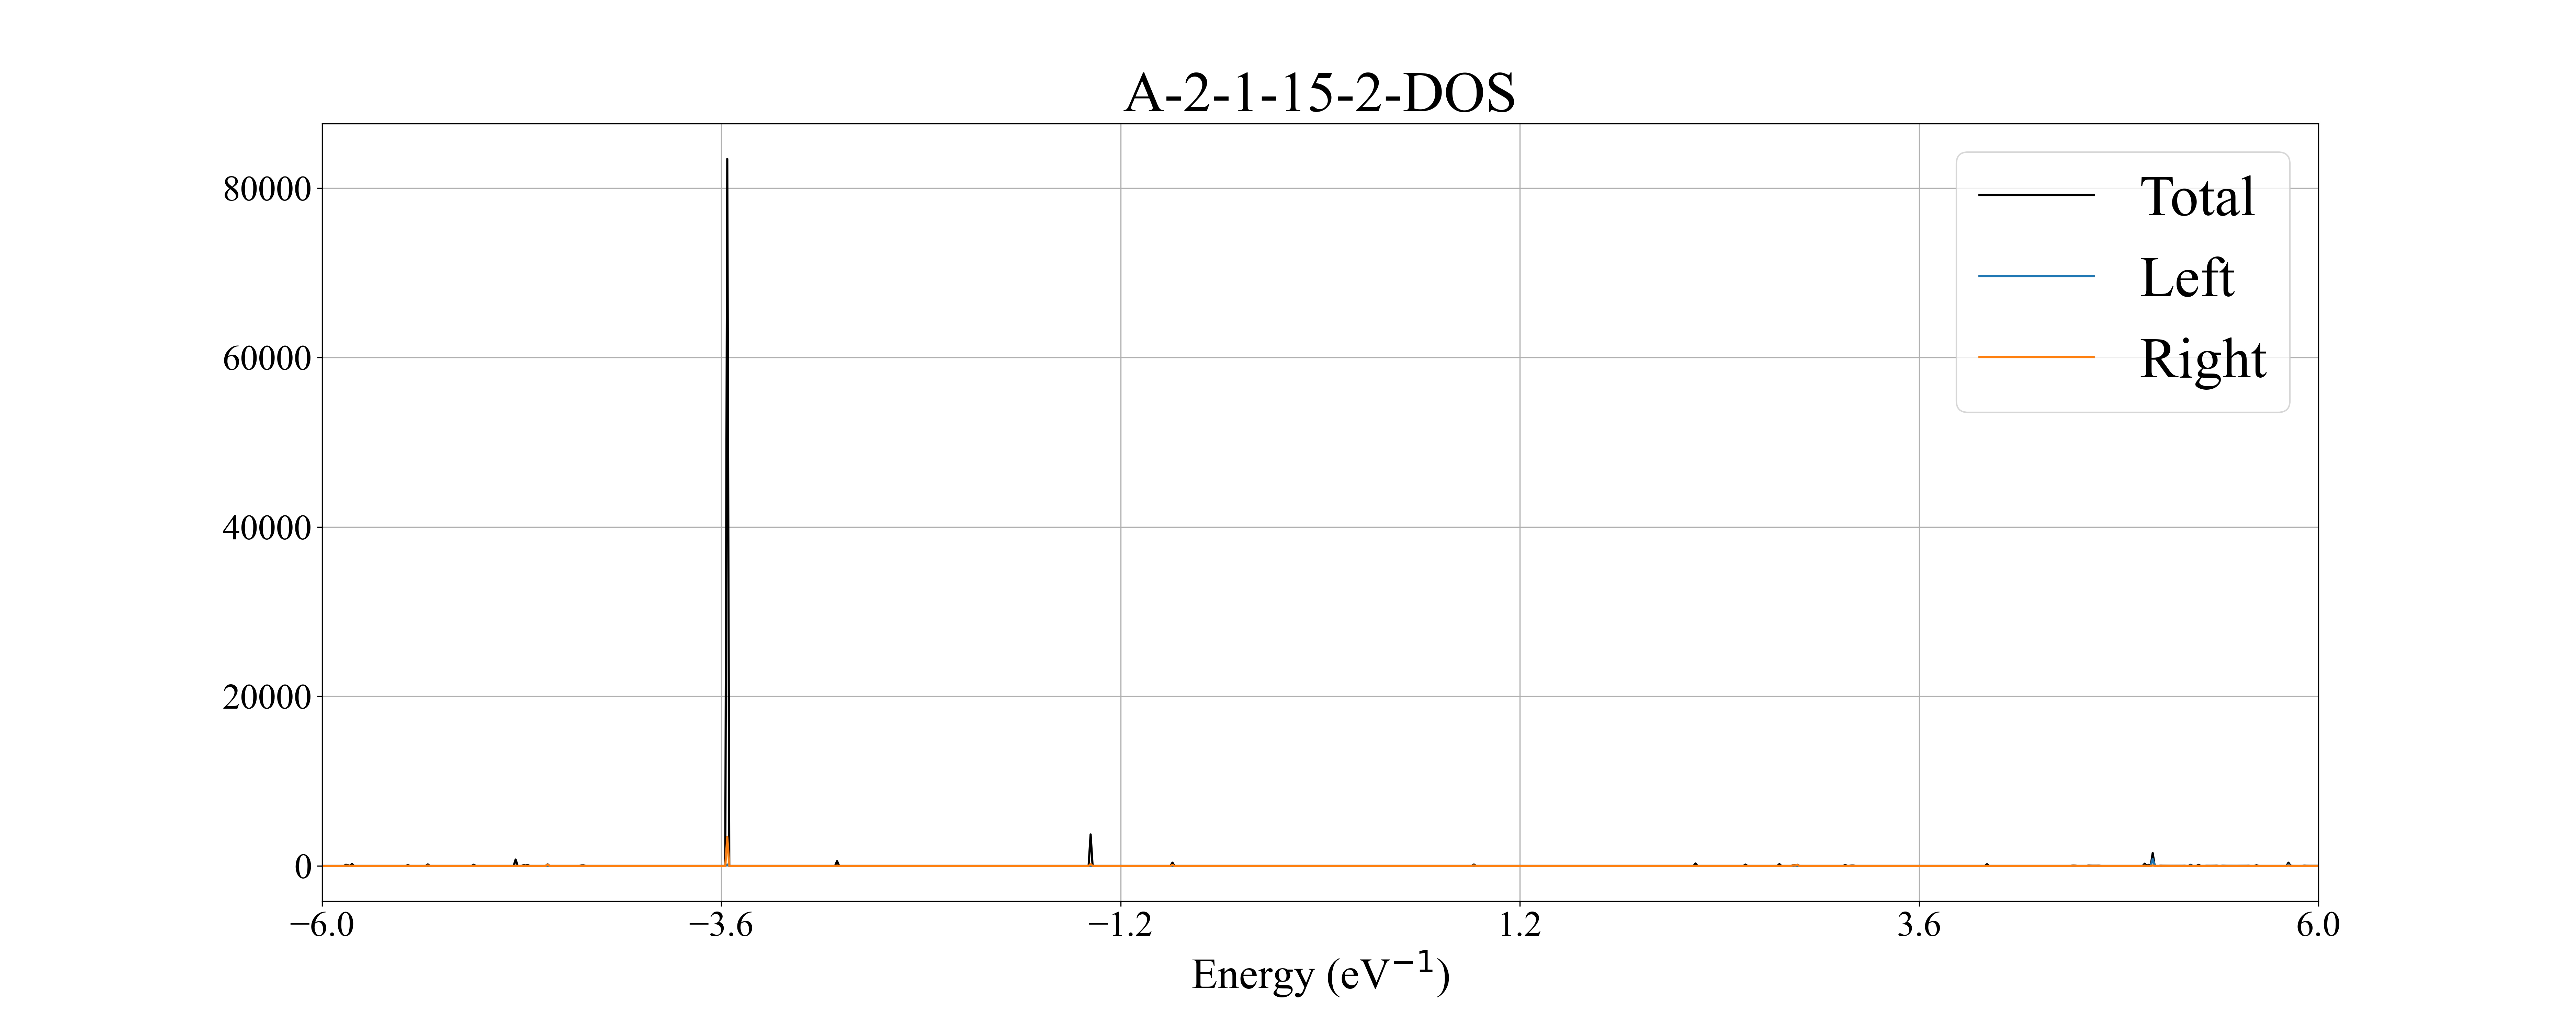 A-2-1-15-2-DOS
Total
Left
Right
80000
60000
40000
20000
0
−6.0 −3.6 −1.2 1.2 3.6 6.0
Energy (eV⁻¹)